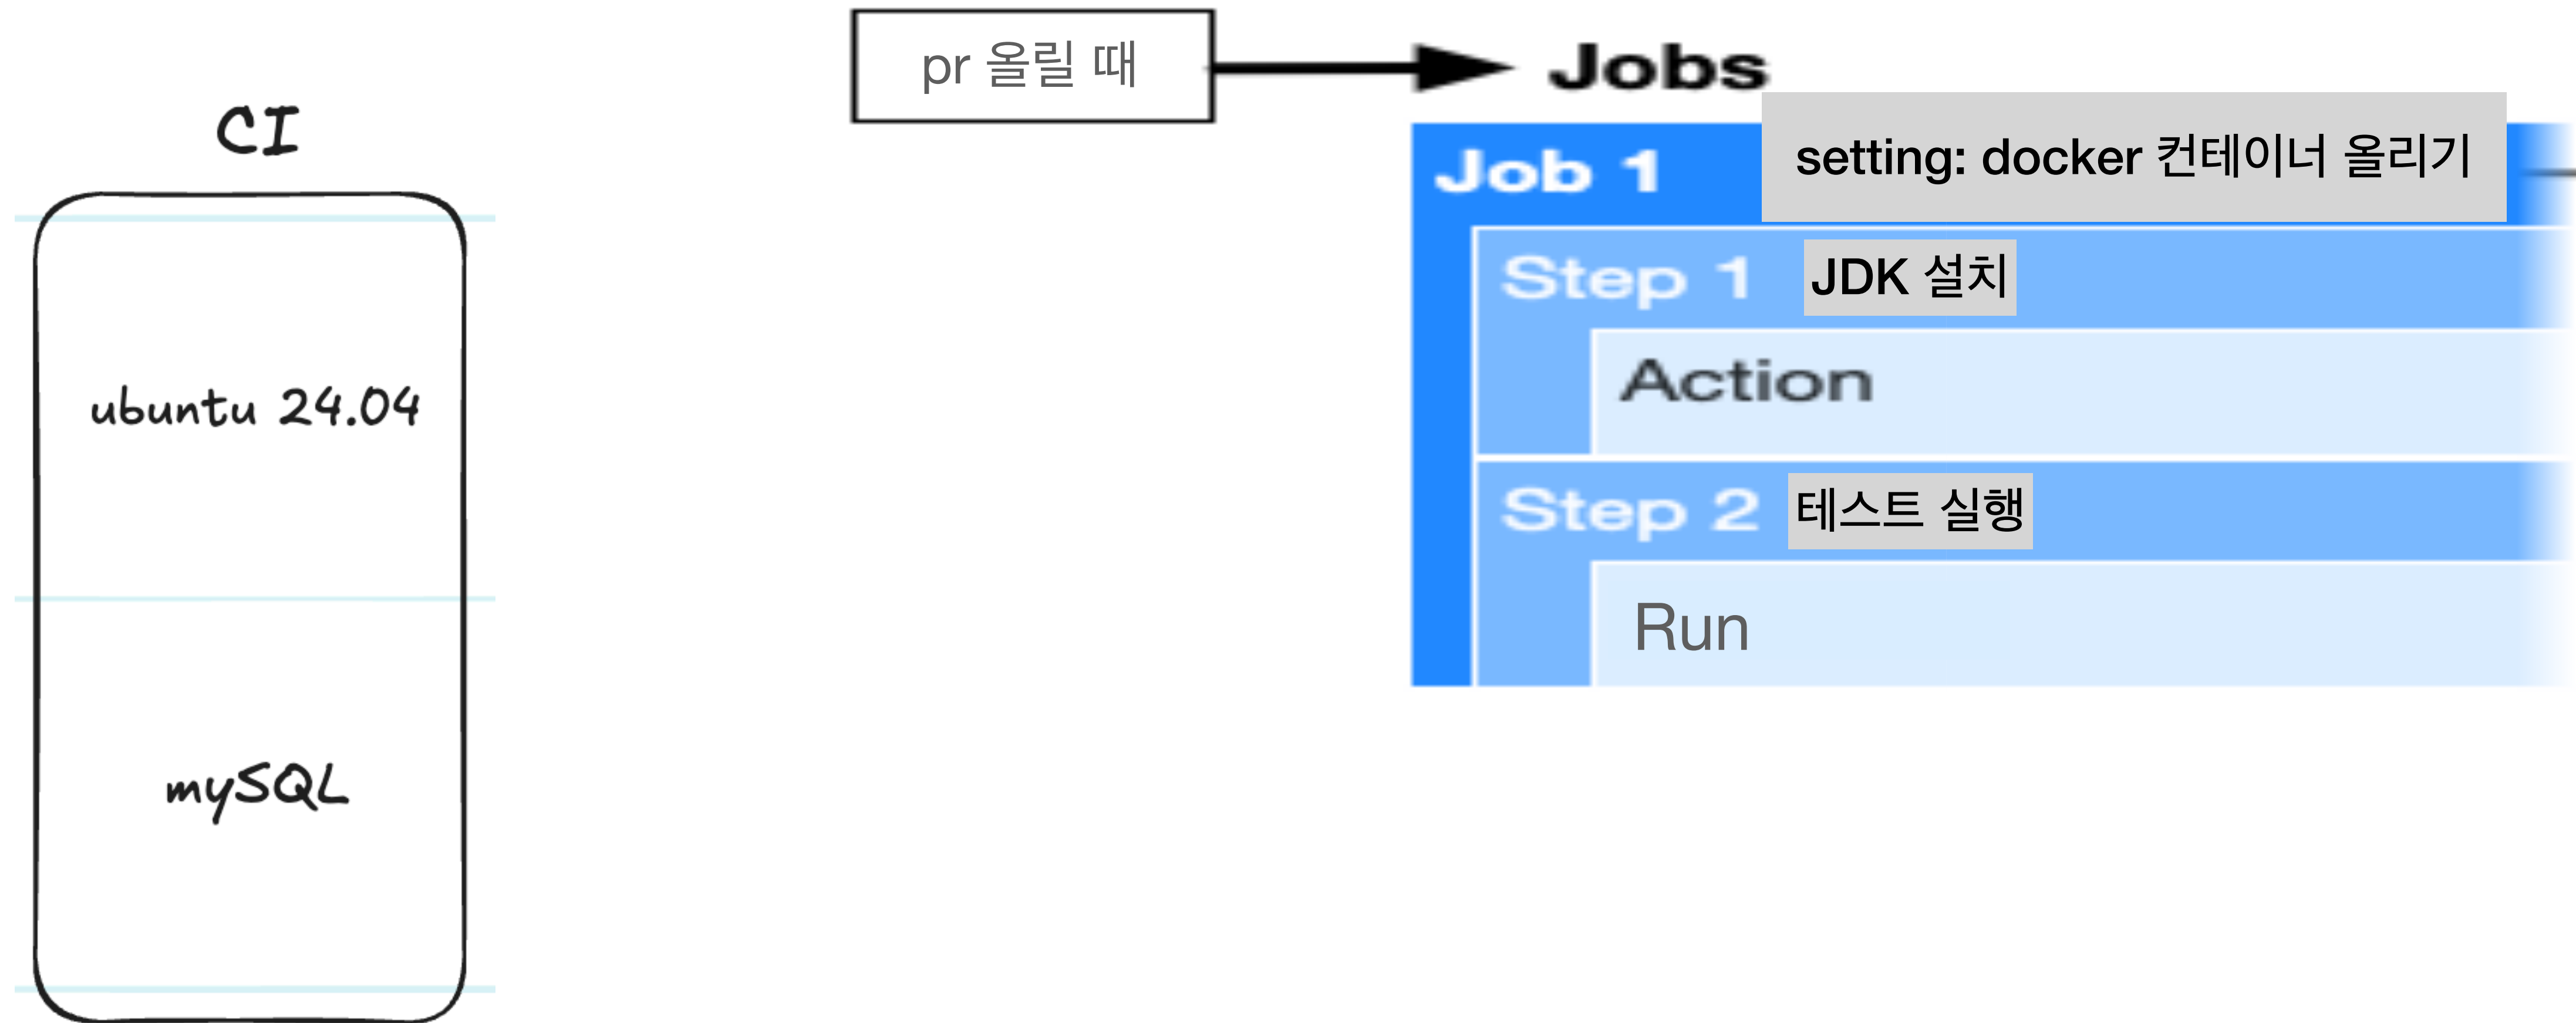 CI
ubuntu 24.04
mySQL
pr 올릴 때
Jobs
Job 1 setting: docker 컨테이너 올리기
Step 1 JDK 설치
Action
Step 2 테스트 실행
Run